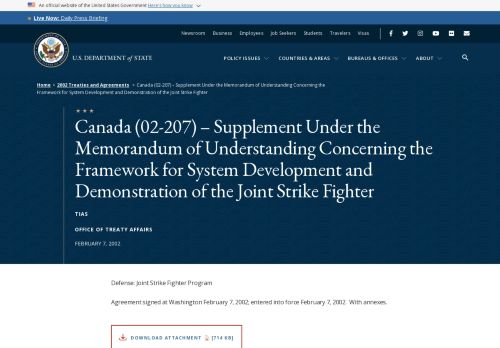 An official website of the United States Government Here's how you know
Live Now: Daily Press Briefing
Newsroom Business Employees Job Seekers Students Travelers Visas
U.S. DEPARTMENT of STATE
POLICY ISSUES COUNTRIES & AREAS BUREAUS & OFFICES ABOUT
Home > 2002 Treaties and Agreements > Canada (02-207) – Supplement Under the Memorandum of Understanding Concerning the
Framework for System Development and Demonstration of the Joint Strike Fighter
Canada (02-207) – Supplement Under the
Memorandum of Understanding Concerning the
Framework for System Development and
Demonstration of the Joint Strike Fighter
TIAS
OFFICE OF TREATY AFFAIRS
FEBRUARY 7, 2002
Defense: Joint Strike Fighter Program
Agreement signed at Washington February 7, 2002; entered into force February 7, 2002. With annexes.
DOWNLOAD ATTACHMENT [714 KB]